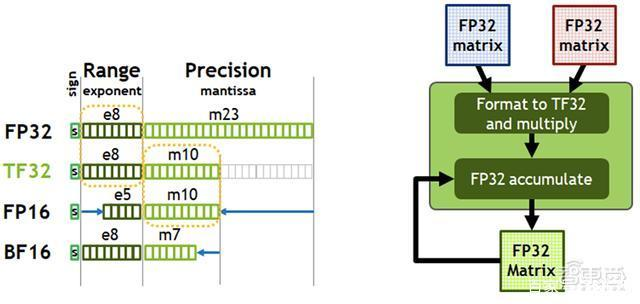 sign
Range
exponent
Precision
mantissa
FP32
s
e8
m23
TF32
s
e8
m10
FP16
s
e5
m10
BF16
s
e8
m7
FP32
matrix
FP32
matrix
Format to TF32
and multiply
FP32 accumulate
FP32
Matrix